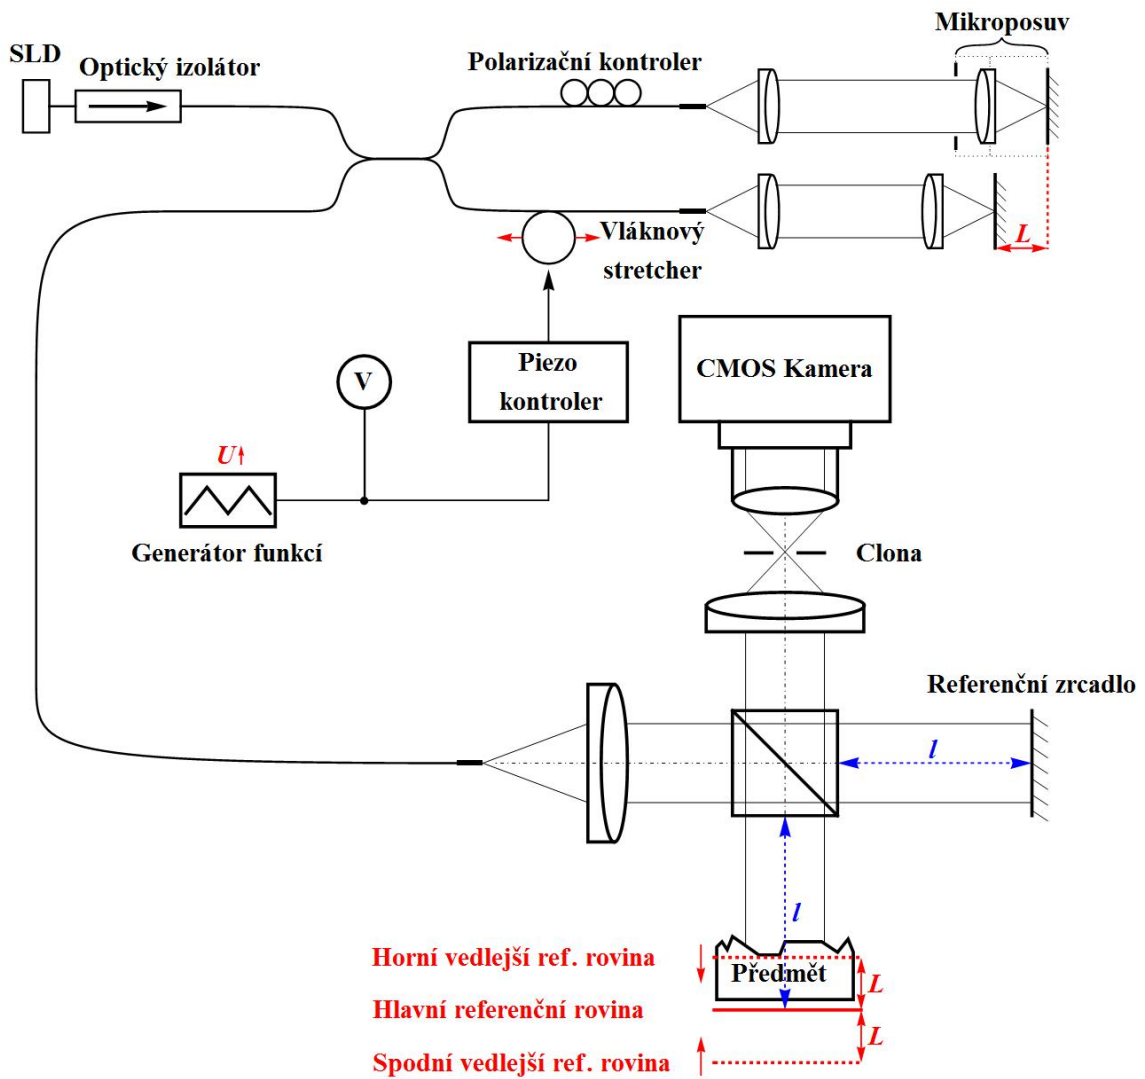 Mikroposuv
SLD
Optický izolátor
Polarizační kontroler
L
Vláknový
stretcher
Piezo
kontroler
V
CMOS Kamera
U
Generátor funkcí
Clona
Referenční zrcadlo
l
l
Horní vedlejší ref. rovina
Předmět
L
Hlavní referenční rovina
L
Spodní vedlejší ref. rovina